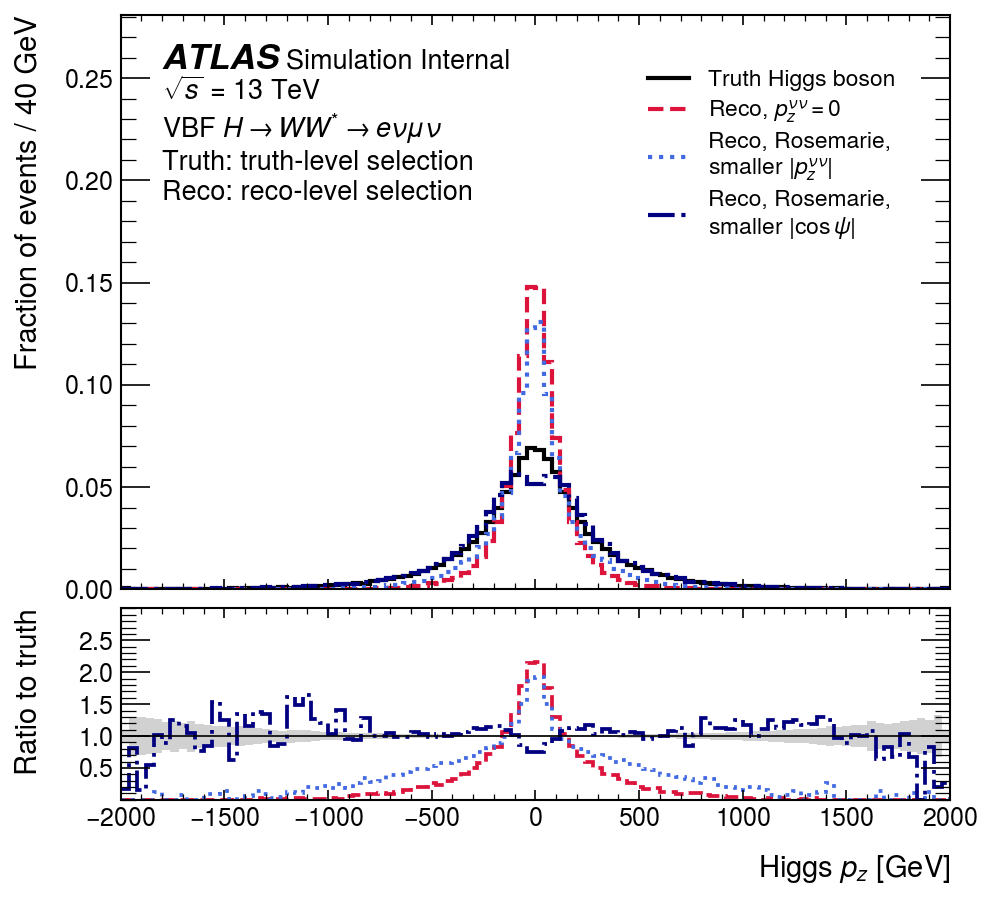 ATLAS Simulation Internal
√s = 13 TeV
VBF H → WW* → eνμν
Truth: truth-level selection
Reco: reco-level selection
Truth Higgs boson
Reco, p_z^{νν} = 0
Reco, Rosemarie,
smaller |p_z^{νν}|
Reco, Rosemarie,
smaller |cos ψ|
Fraction of events / 40 GeV
0.25
0.20
0.15
0.10
0.05
0.00
Ratio to truth
2.5
2.0
1.5
1.0
0.5
−2000 −1500 −1000 −500 0 500 1000 1500 2000
Higgs p_z [GeV]